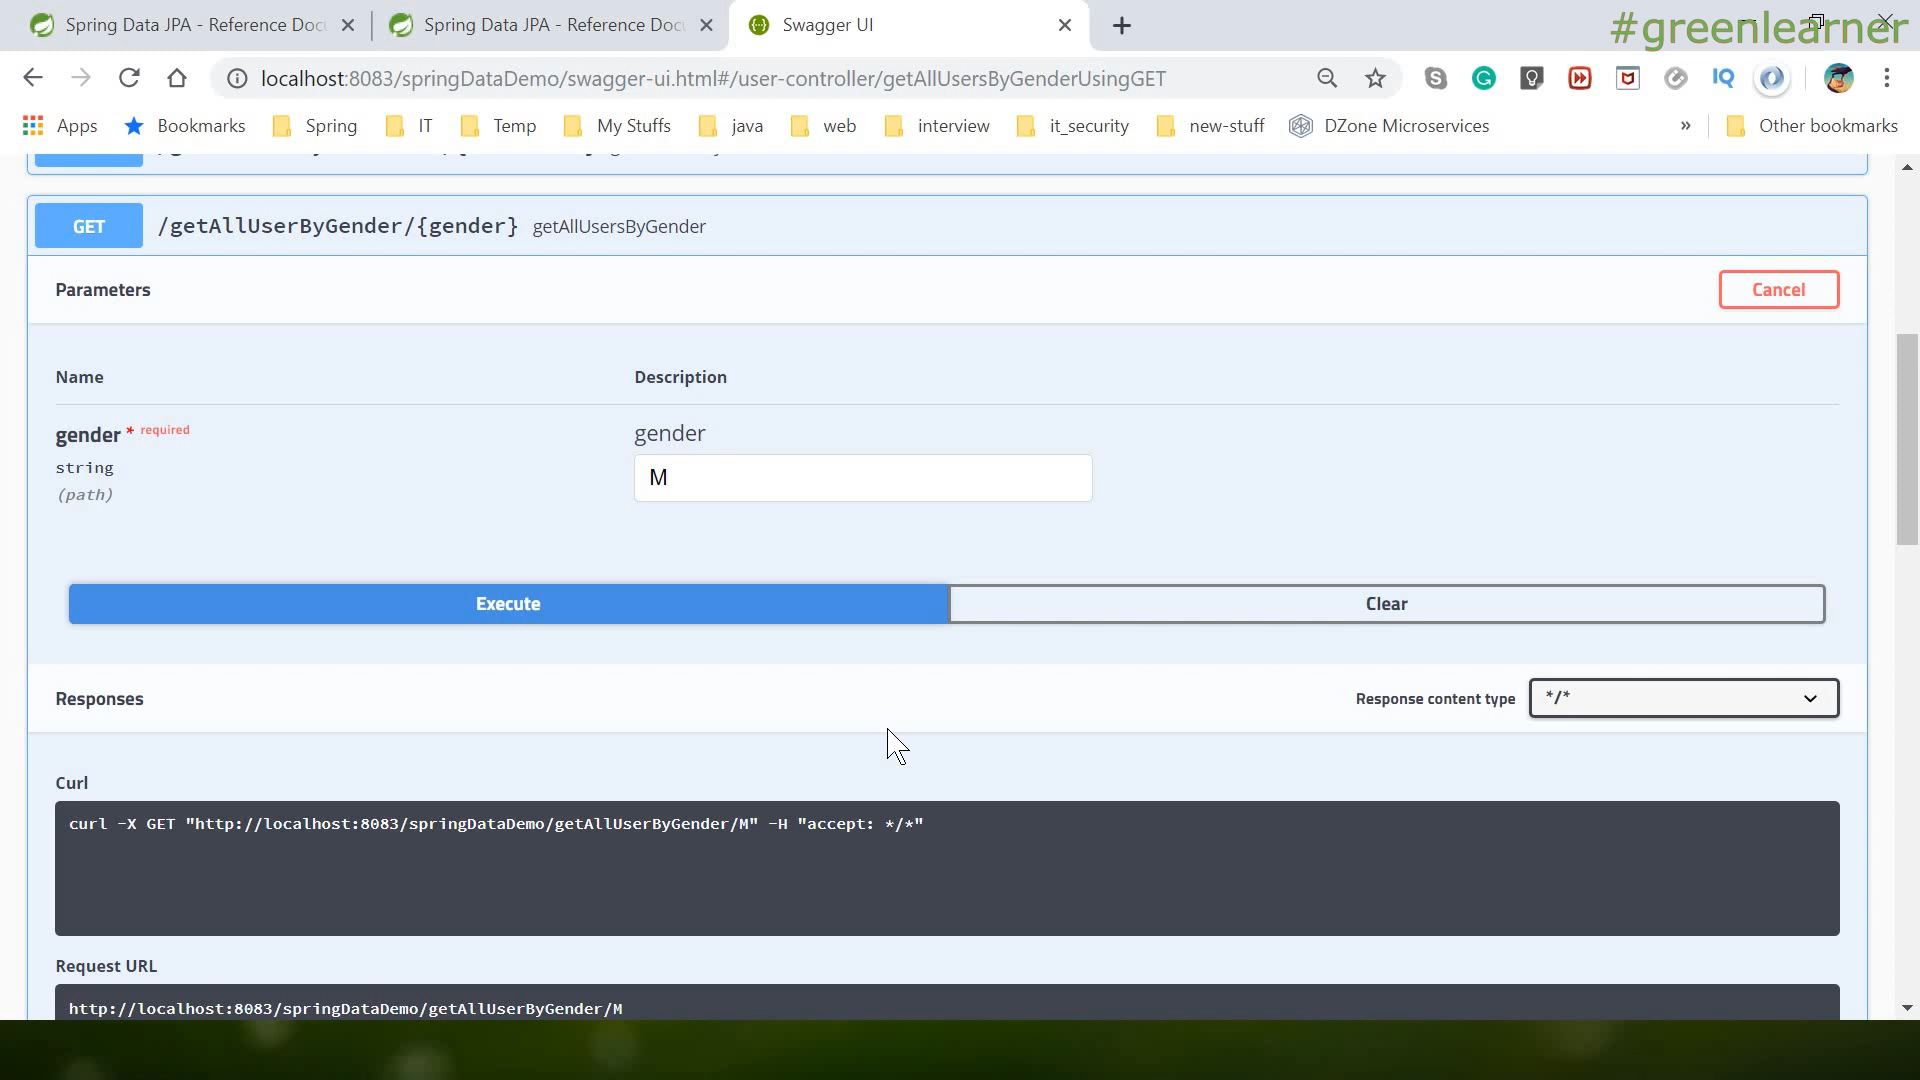 Spring Data JPA - Reference Docu
Spring Data JPA - Reference Docu
Swagger UI
#greenlearner
localhost:8083/springDataDemo/swagger-ui.html#/user-controller/getAllUsersByGenderUsingGET
IQ
Apps
Bookmarks
Spring
IT
Temp
My Stuffs
java
web
interview
it_security
new-stuff
DZone Microservices
»
Other bookmarks
GET
/getAllUserByGender/{gender}
getAllUsersByGender
Parameters
Cancel
Name
Description
gender * required
gender
string
M
(path)
Execute
Clear
Responses
Response content type
*/*
Curl
curl -X GET "http://localhost:8083/springDataDemo/getAllUserByGender/M" -H "accept: */*"
Request URL
http://localhost:8083/springDataDemo/getAllUserByGender/M